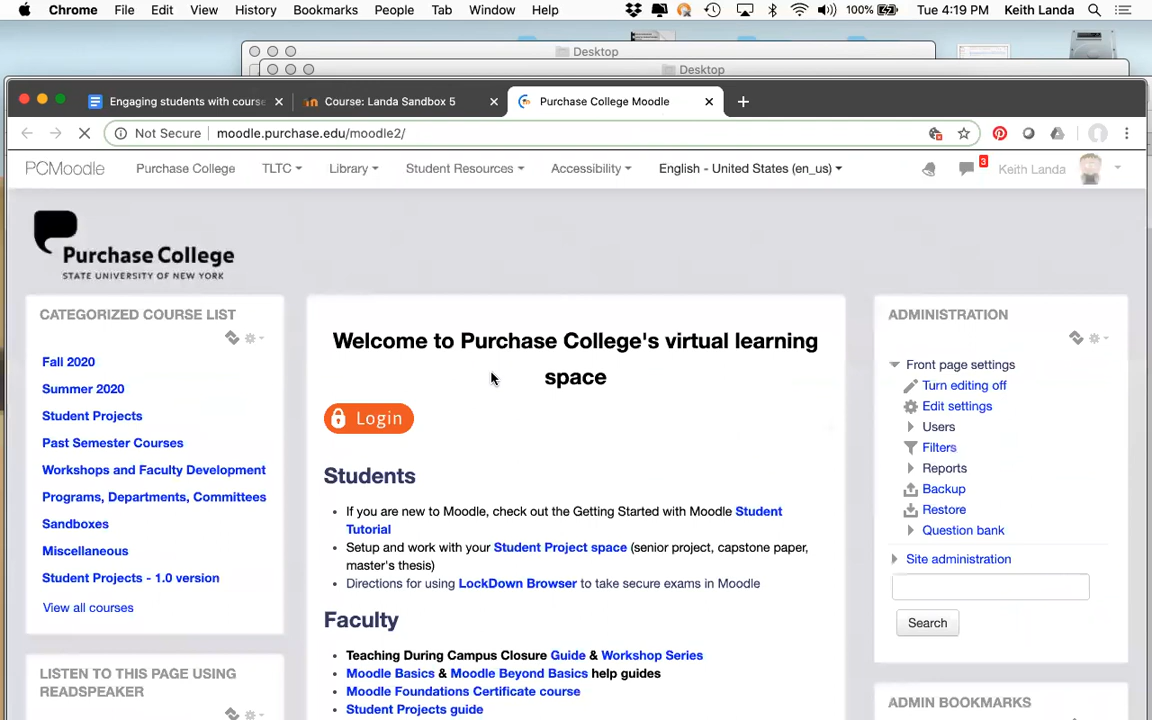 Chrome File Edit View History Bookmarks People Tab Window Help 100% Tue 4:19 PM Keith Landa
Desktop
Desktop
Engaging students with course Course: Landa Sandbox 5 Purchase College Moodle
Not Secure moodle.purchase.edu/moodle2/
PCMoodle Purchase College TLTC Library Student Resources Accessibility English - United States (en_us) 3 Keith Landa
Purchase College
STATE UNIVERSITY OF NEW YORK
CATEGORIZED COURSE LIST
Fall 2020
Summer 2020
Student Projects
Past Semester Courses
Workshops and Faculty Development
Programs, Departments, Committees
Sandboxes
Miscellaneous
Student Projects - 1.0 version
View all courses
LISTEN TO THIS PAGE USING
READSPEAKER
Welcome to Purchase College's virtual learning
space
Login
Students
If you are new to Moodle, check out the Getting Started with Moodle Student
Tutorial
Setup and work with your Student Project space (senior project, capstone paper,
master's thesis)
Directions for using LockDown Browser to take secure exams in Moodle
Faculty
Teaching During Campus Closure Guide & Workshop Series
Moodle Basics & Moodle Beyond Basics help guides
Moodle Foundations Certificate course
Student Projects guide
ADMINISTRATION
Front page settings
Turn editing off
Edit settings
Users
Filters
Reports
Backup
Restore
Question bank
Site administration
Search
ADMIN BOOKMARKS